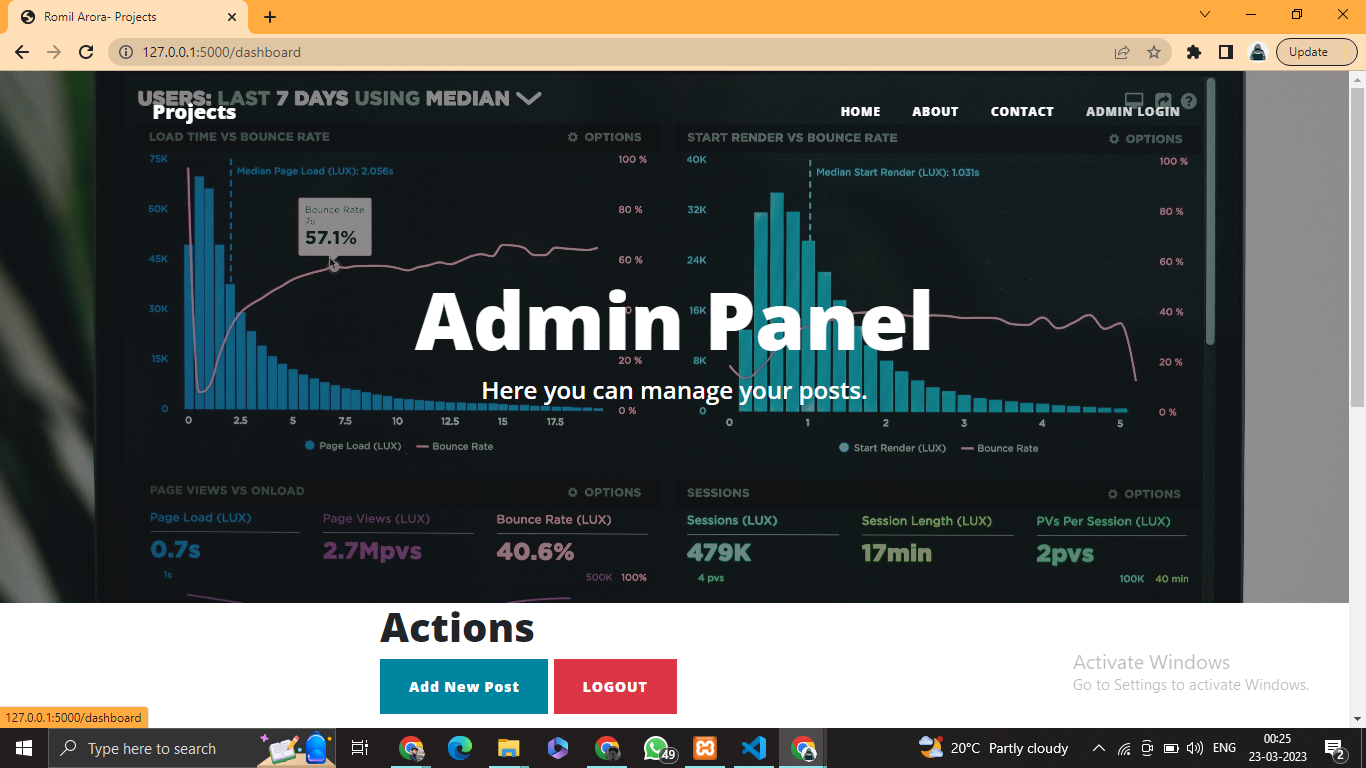 Romil Arora- Projects
127.0.0.1:5000/dashboard
Update
USERS: LAST 7 DAYS USING MEDIAN
Projects
HOME
ABOUT
CONTACT
ADMIN LOGIN
LOAD TIME VS BOUNCE RATE
OPTIONS
START RENDER VS BOUNCE RATE
OPTIONS
75K
60K
45K
30K
15K
0
Median Page Load (LUX): 2.056s
Bounce Rate
7s
57.1%
100 %
80 %
60 %
40 %
20 %
0 %
0 2.5 5 7.5 10 12.5 15 17.5
Page Load (LUX) Bounce Rate
40K
32K
24K
16K
8K
0
Median Start Render (LUX): 1.031s
100 %
80 %
60 %
40 %
20 %
0 %
0 1 2 3 4 5
Start Render (LUX) Bounce Rate
Admin Panel
Here you can manage your posts.
PAGE VIEWS VS ONLOAD
OPTIONS
SESSIONS
OPTIONS
Page Load (LUX)
0.7s
1s
Page Views (LUX)
2.7Mpvs
Bounce Rate (LUX)
40.6%
500K 100%
Sessions (LUX)
479K
4 pvs
Session Length (LUX)
17min
PVs Per Session (LUX)
2pvs
100K 40 min
Actions
Add New Post
LOGOUT
Activate Windows
Go to Settings to activate Windows.
127.0.0.1:5000/dashboard
Type here to search
49
20°C Partly cloudy
ENG
00:25
23-03-2023
2